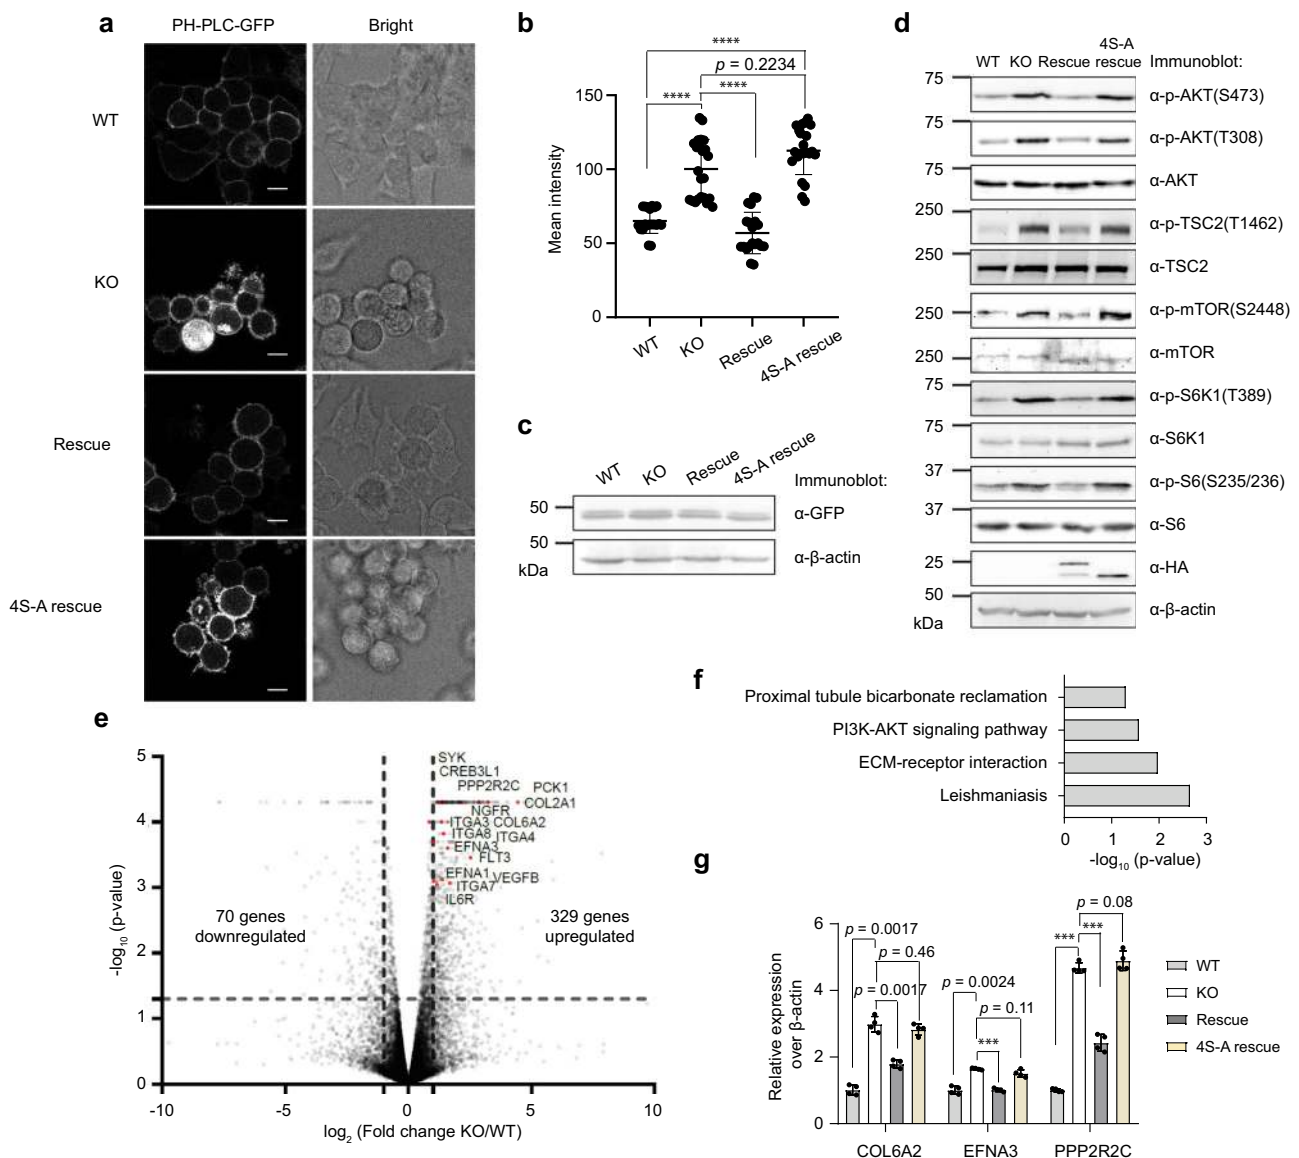 a
PH-PLC-GFP
Bright
WT
KO
Rescue
4S-A rescue
b
****
p = 0.2234
****
****
Mean intensity
150
100
50
0
WT
KO
Rescue
4S-A rescue
c
WT
KO
Rescue
4S-A rescue
Immunoblot:
50
α-GFP
50
α-β-actin
kDa
d
WT
KO
Rescue
4S-A
rescue
Immunoblot:
75
α-p-AKT(S473)
75
α-p-AKT(T308)
75
α-AKT
250
α-p-TSC2(T1462)
250
α-TSC2
250
α-p-mTOR(S2448)
250
α-mTOR
75
α-p-S6K1(T389)
75
α-S6K1
37
α-p-S6(S235/236)
37
α-S6
25
α-HA
50
α-β-actin
kDa
e
-log10 (p-value)
5
4
3
2
1
0
SYK
CREB3L1
PPP2R2C
PCK1
COL2A1
NGFR
ITGA3
COL6A2
ITGA8
ITGA4
EFNA3
FLT3
EFNA1
VEGFB
ITGA7
IL6R
70 genes
downregulated
329 genes
upregulated
-10
-5
0
5
10
log2 (Fold change KO/WT)
f
Proximal tubule bicarbonate reclamation
PI3K-AKT signaling pathway
ECM-receptor interaction
Leishmaniasis
0
1
2
3
-log10 (p-value)
g
Relative expression
over β-actin
6
4
2
0
p = 0.0017
p = 0.46
p = 0.0017
p = 0.0024
p = 0.11
***
p = 0.08
***
***
COL6A2
EFNA3
PPP2R2C
WT
KO
Rescue
4S-A rescue